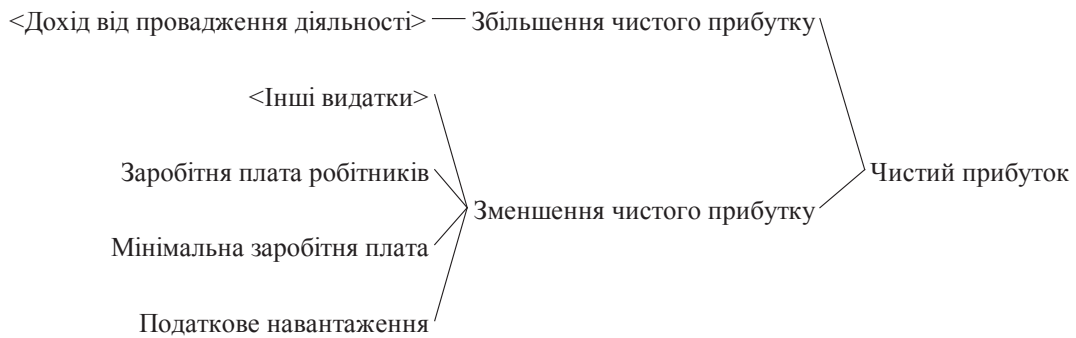 <Дохід від провадження діяльності>
Збільшення чистого прибутку
<Інші видатки>
Заробітня плата робітників
Чистий прибуток
Зменшення чистого прибутку
Мінімальна заробітня плата
Податкове навантаження